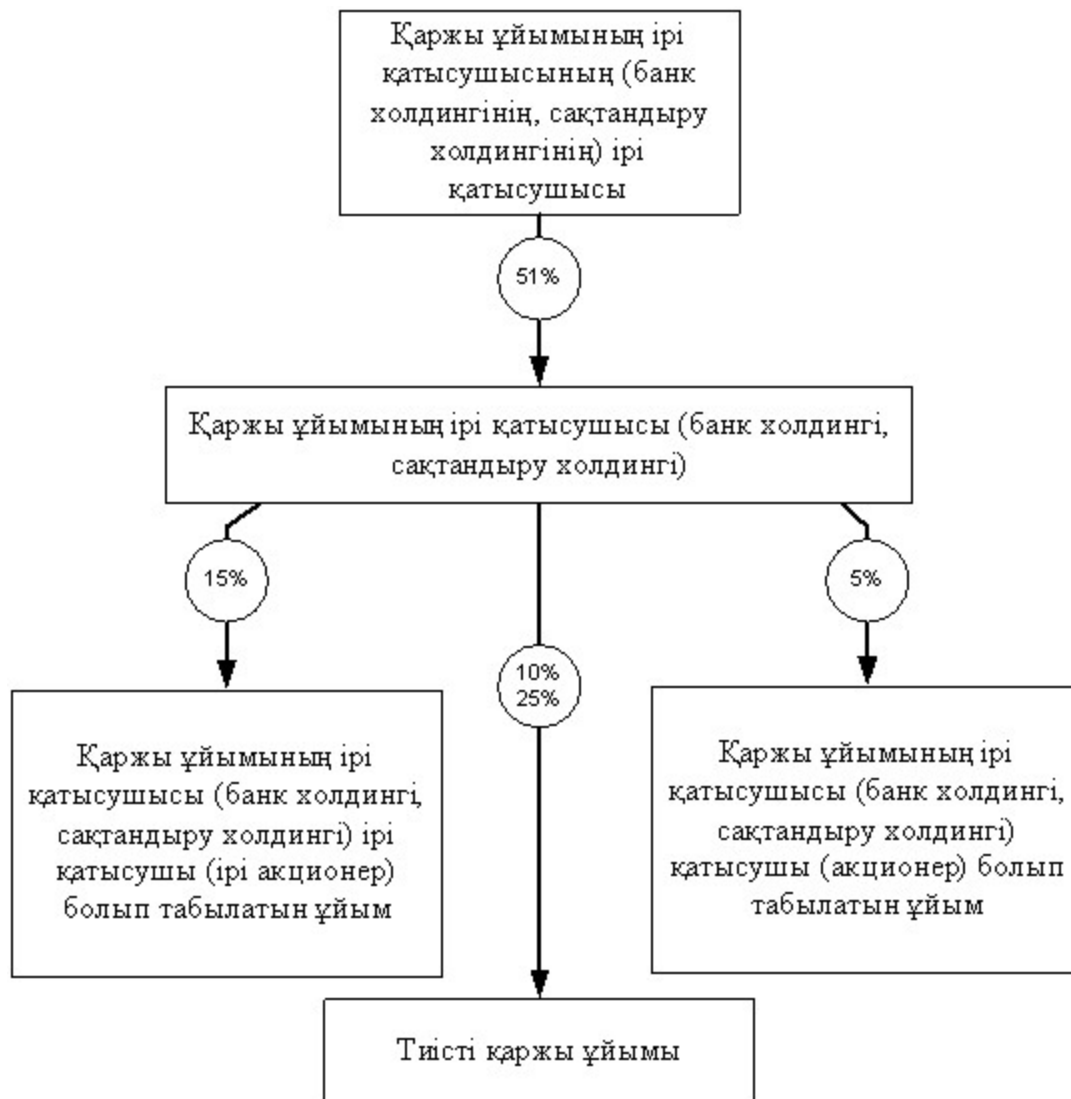 Қаржы ұйымының ірі
қатысушысының (банк
холдингінің, сақтандыру
холдингінің) ірі
қатысушысы
51%
Қаржы ұйымының ірі қатысушысы (банк холдингі,
сақтандыру холдингі)
15%
5%
10%
25%
Қаржы ұйымының ірі
қатысушысы (банк холдингі,
сақтандыру холдингі) ірі
қатысушы (ірі акционер)
болып табылатын ұйым
Қаржы ұйымының ірі
қатысушысы (банк холдингі,
сақтандыру холдингі)
қатысушы (акционер) болып
табылатын ұйым
Тиісті қаржы ұйымы